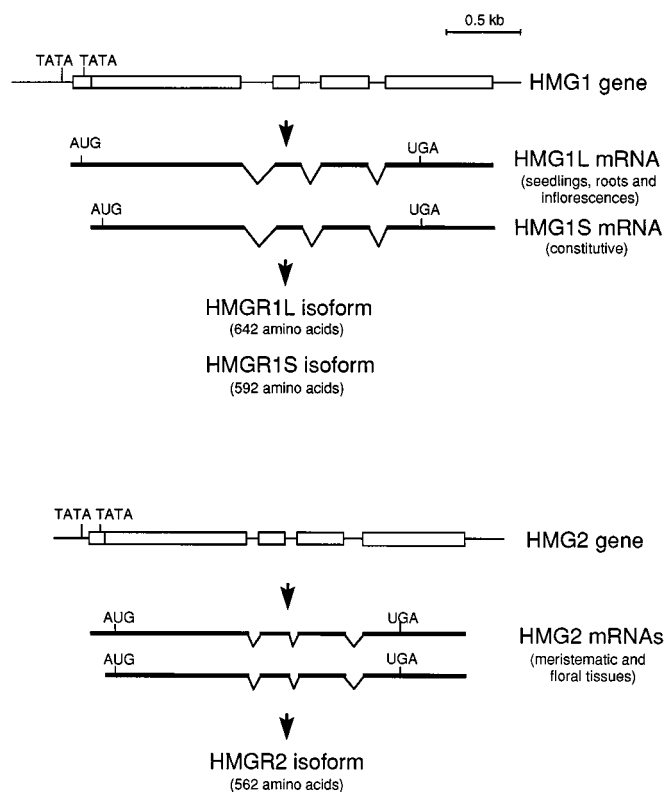 0.5 kb
TATA TATA
HMG1 gene
AUG
UGA
HMG1L mRNA
(seedlings, roots and
inflorescences)
AUG
UGA
HMG1S mRNA
(constitutive)
HMGR1L isoform
(642 amino acids)
HMGR1S isoform
(592 amino acids)
TATA TATA
HMG2 gene
AUG
UGA
HMG2 mRNAs
(meristematic and
floral tissues)
AUG
UGA
HMGR2 isoform
(562 amino acids)